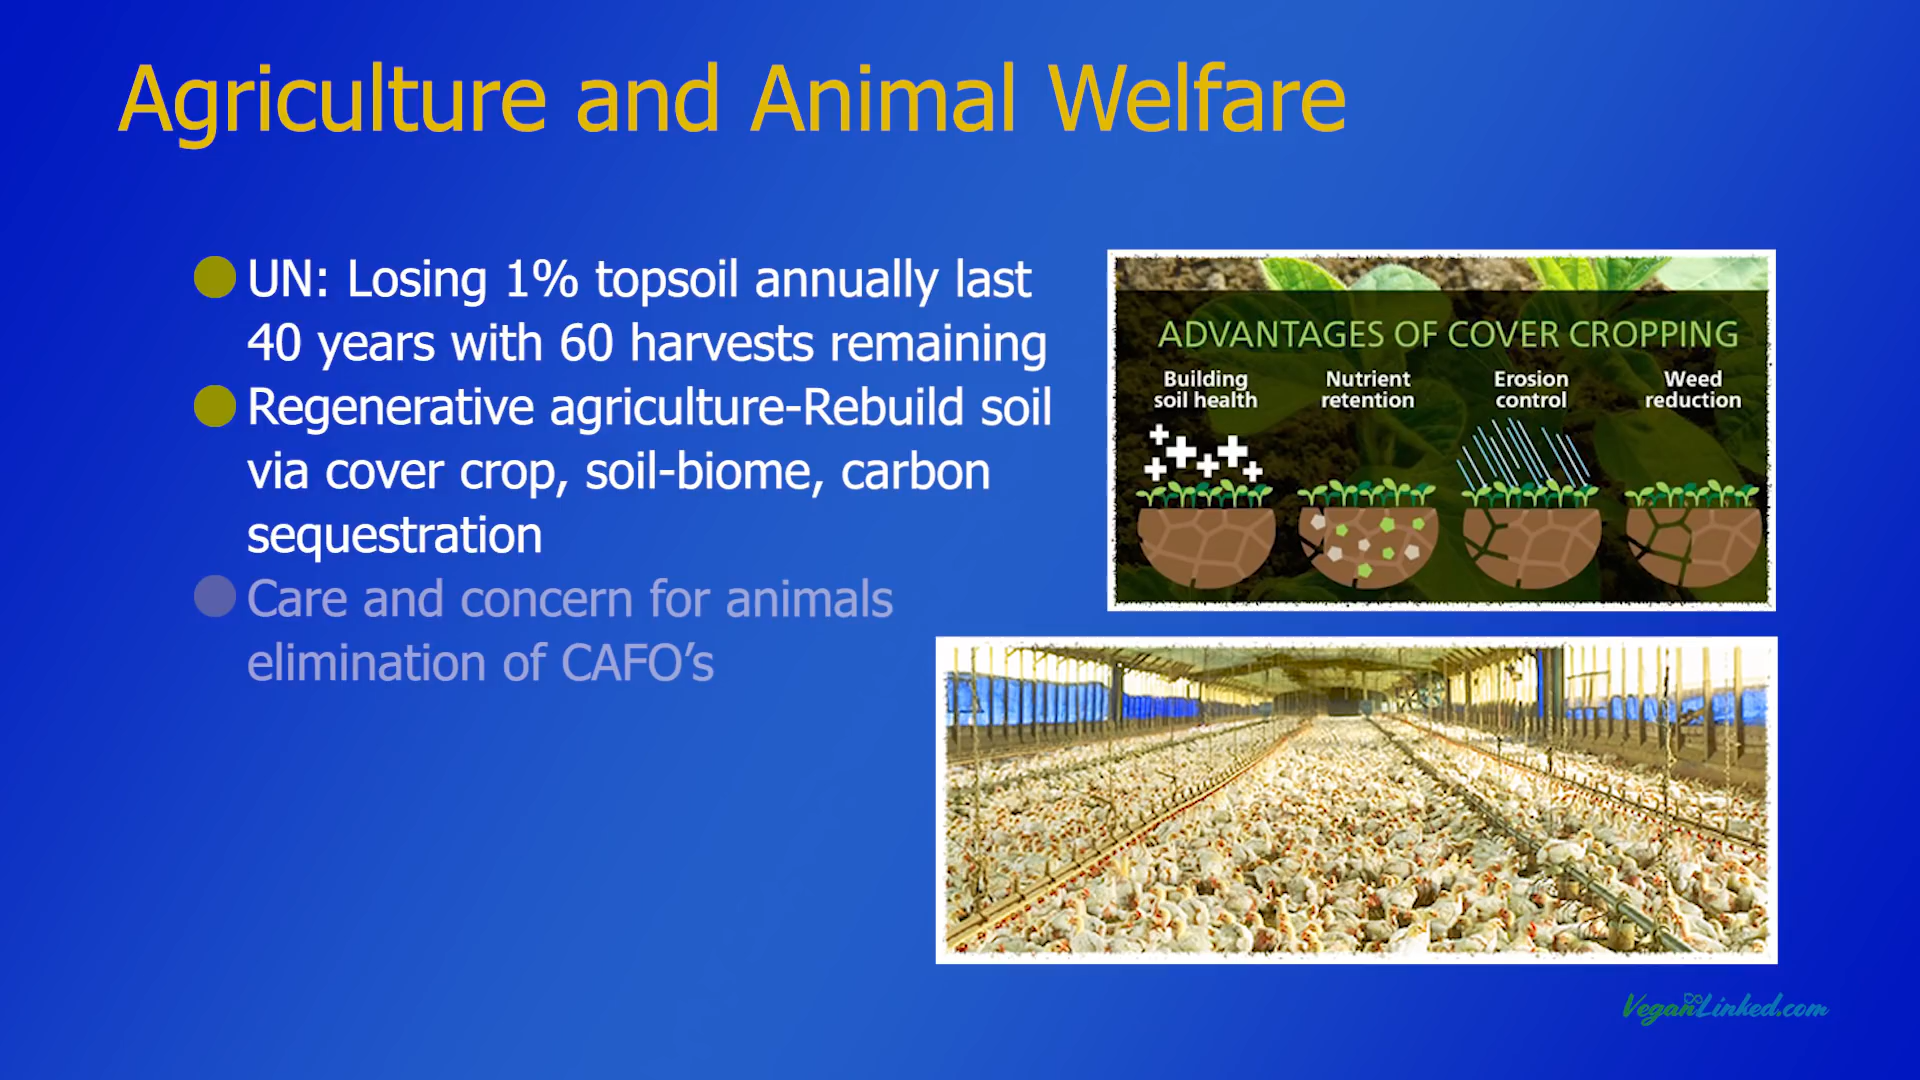 Agriculture and Animal Welfare
UN: Losing 1% topsoil annually last
40 years with 60 harvests remaining
Regenerative agriculture-Rebuild soil
via cover crop, soil-biome, carbon
sequestration
Care and concern for animals
elimination of CAFO’s
ADVANTAGES OF COVER CROPPING
Building
soil health
Nutrient
retention
Erosion
control
Weed
reduction
VeganLinked.com